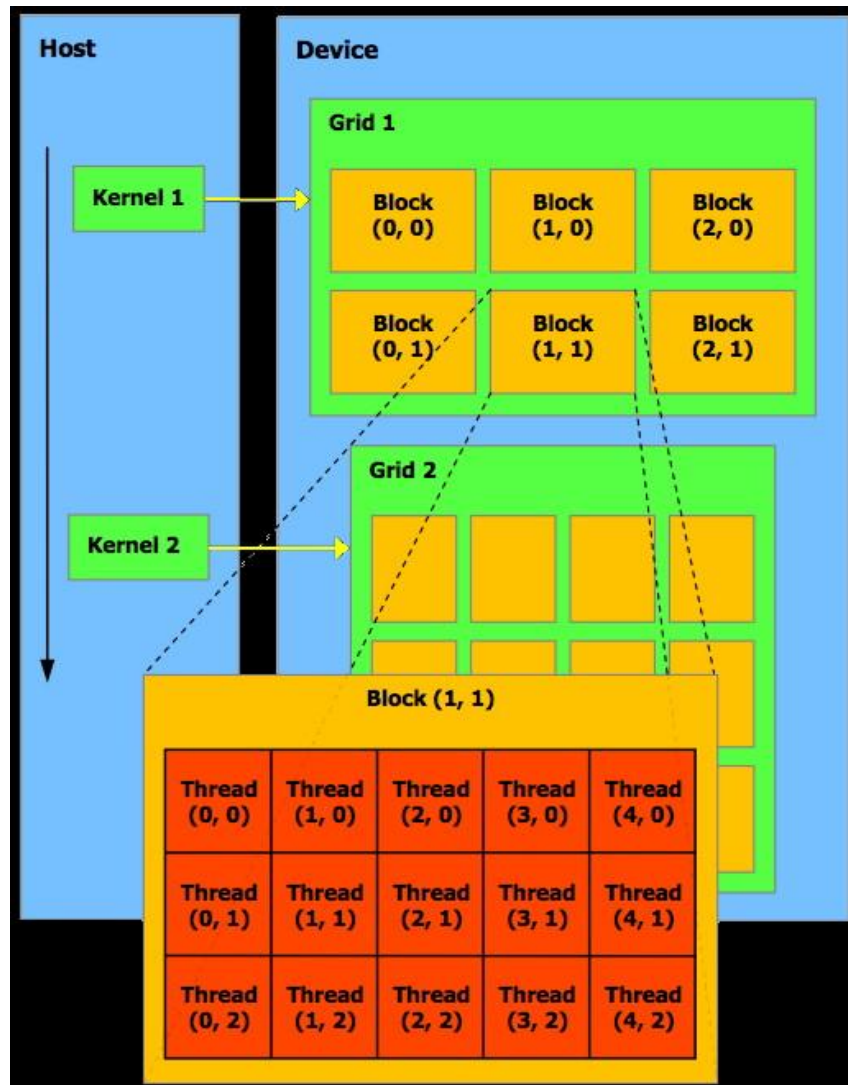 Host
Device
Grid 1
Kernel 1
Block
(0, 0)
Block
(1, 0)
Block
(2, 0)
Block
(0, 1)
Block
(1, 1)
Block
(2, 1)
Grid 2
Kernel 2
Block (1, 1)
Thread
(0, 0)
Thread
(1, 0)
Thread
(2, 0)
Thread
(3, 0)
Thread
(4, 0)
Thread
(0, 1)
Thread
(1, 1)
Thread
(2, 1)
Thread
(3, 1)
Thread
(4, 1)
Thread
(0, 2)
Thread
(1, 2)
Thread
(2, 2)
Thread
(3, 2)
Thread
(4, 2)